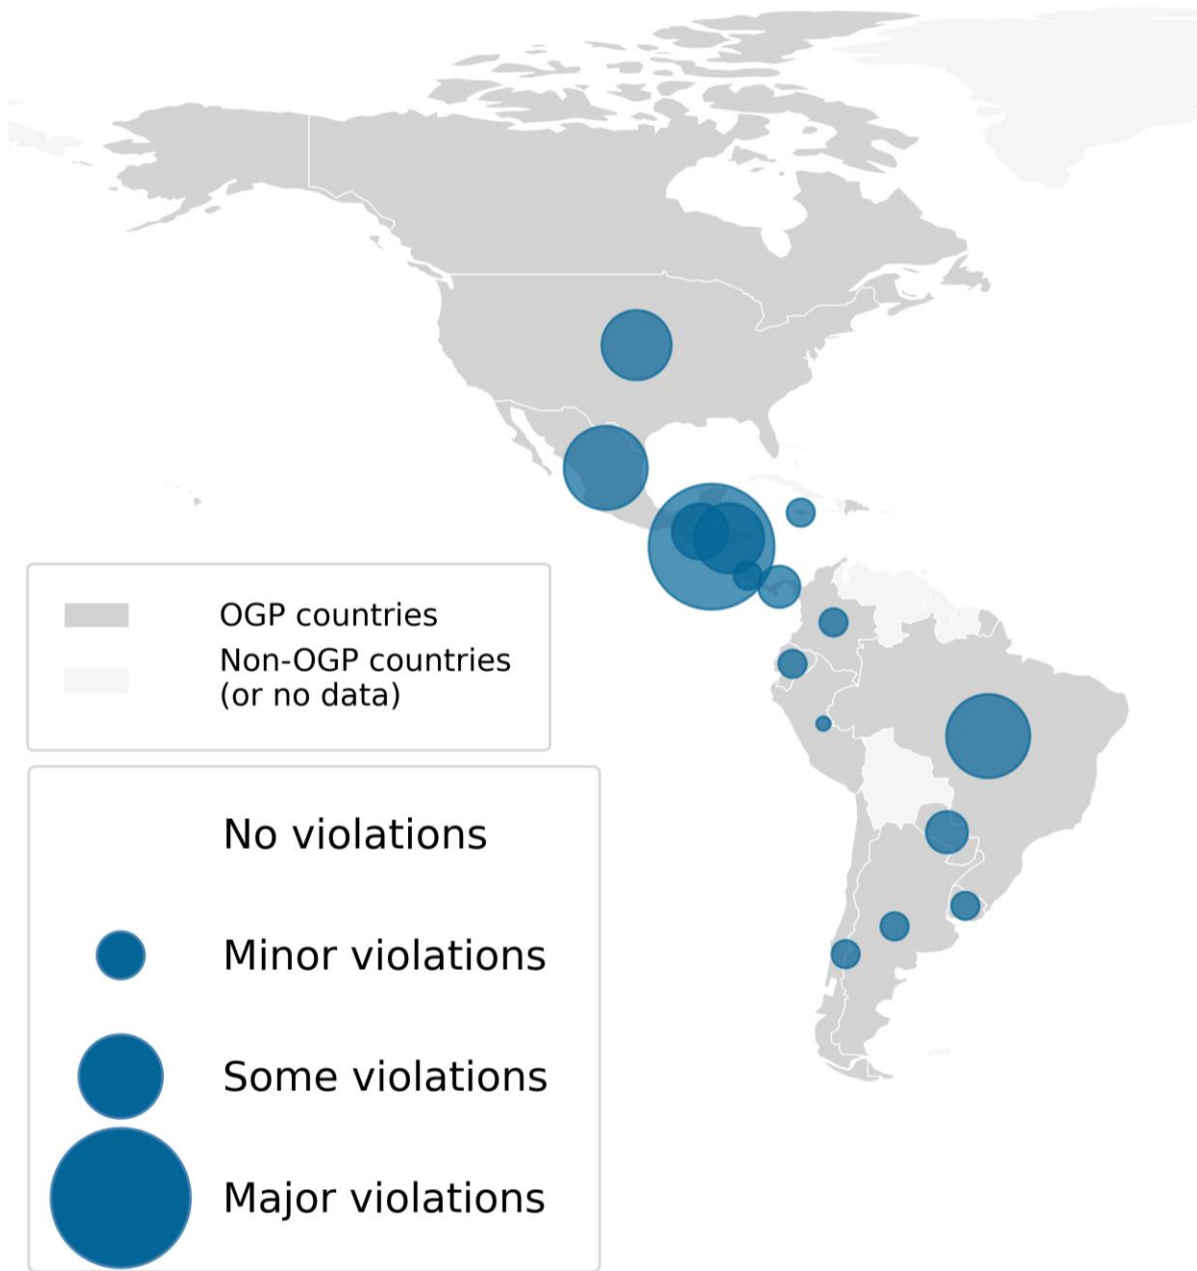 OGP countries
Non-OGP countries
(or no data)
No violations
Minor violations
Some violations
Major violations